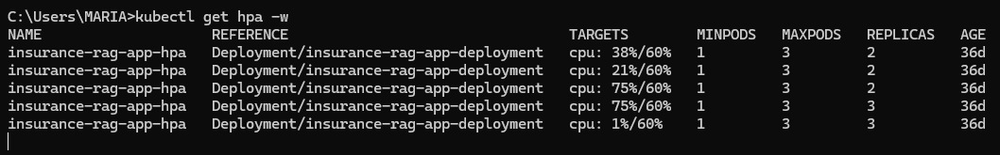 C:\Users\MARIA>kubectl get hpa -w
NAME REFERENCE TARGETS MINPODS MAXPODS REPLICAS AGE
insurance-rag-app-hpa Deployment/insurance-rag-app-deployment cpu: 38%/60% 1 3 2 36d
insurance-rag-app-hpa Deployment/insurance-rag-app-deployment cpu: 21%/60% 1 3 2 36d
insurance-rag-app-hpa Deployment/insurance-rag-app-deployment cpu: 75%/60% 1 3 2 36d
insurance-rag-app-hpa Deployment/insurance-rag-app-deployment cpu: 75%/60% 1 3 3 36d
insurance-rag-app-hpa Deployment/insurance-rag-app-deployment cpu: 1%/60% 1 3 3 36d